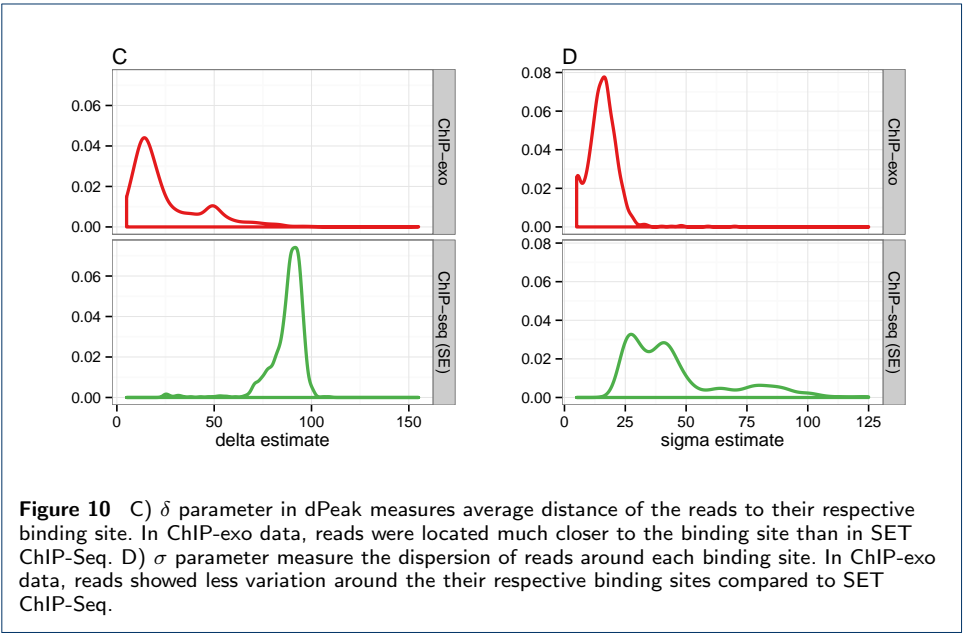 C
0.06
0.04
0.02
0.00
ChIP−exo
0.06
0.04
0.02
0.00
ChIP−seq (SE)
0 50 100 150
delta estimate
D
0.08
0.06
0.04
0.02
0.00
ChIP−exo
0.08
0.06
0.04
0.02
0.00
ChIP−seq (SE)
0 25 50 75 100 125
sigma estimate
Figure 10 C) δ parameter in dPeak measures average distance of the reads to their respective
binding site. In ChIP-exo data, reads were located much closer to the binding site than in SET
ChIP-Seq. D) σ parameter measure the dispersion of reads around each binding site. In ChIP-exo
data, reads showed less variation around the their respective binding sites compared to SET
ChIP-Seq.